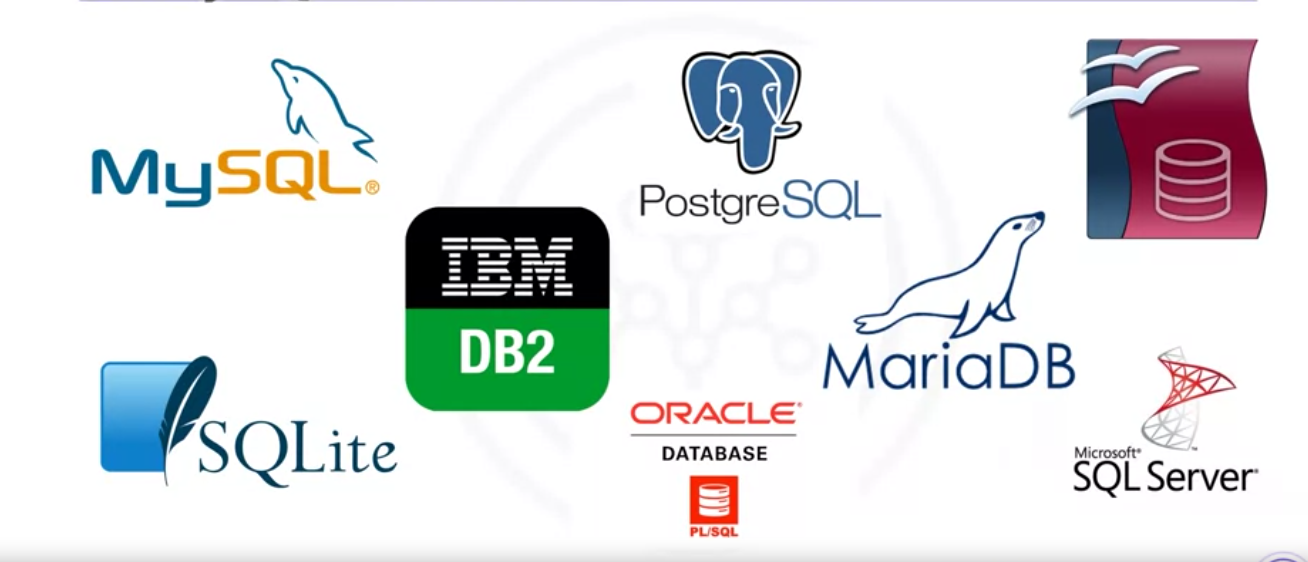 MySQL®
PostgreSQL
IBM
DB2
MariaDB
SQLite
ORACLE®
DATABASE
PL/SQL
Microsoft®
SQL Server®